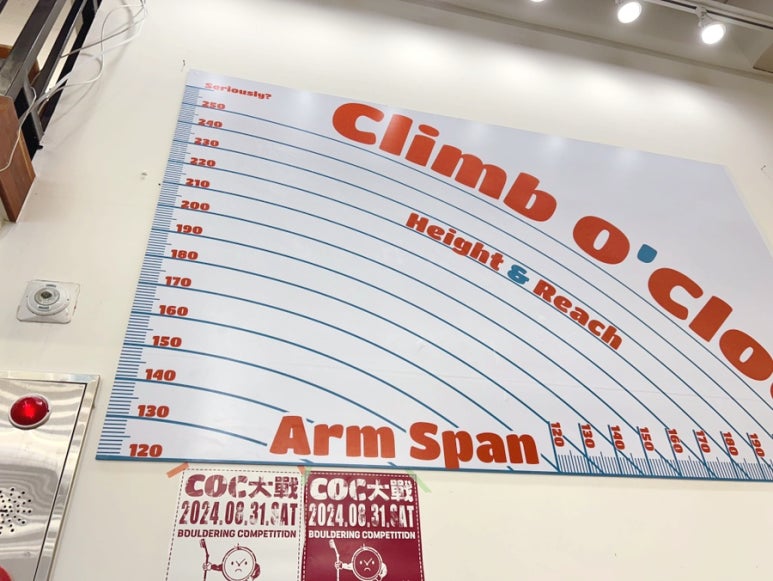 Seriously?
250
240
230
220
210
200
190
180
170
160
150
140
130
120
Climb O'Clo
Height & Reach
Arm Span
120
130
140
150
160
170
180
190
COC大戰
2024.08.31.SAT
BOULDERING COMPETITION
COC大戰
2024.08.31.SAT
BOULDERING COMPETITION